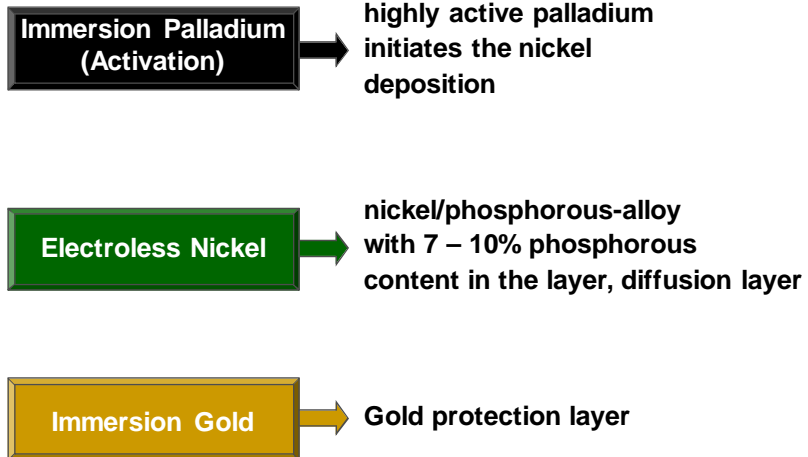 Immersion Palladium
(Activation)
highly active palladium
initiates the nickel
deposition
Electroless Nickel
nickel/phosphorous-alloy
with 7 – 10% phosphorous
content in the layer, diffusion layer
Immersion Gold
Gold protection layer